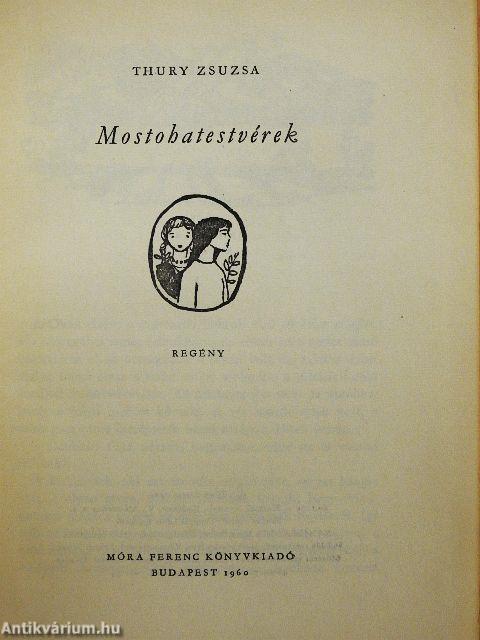 THURY ZSUZSA
Mostohatestvérek
REGÉNY
MÓRA FERENC KÖNYVKIADÓ
BUDAPEST 1960
Antikvárium.hu